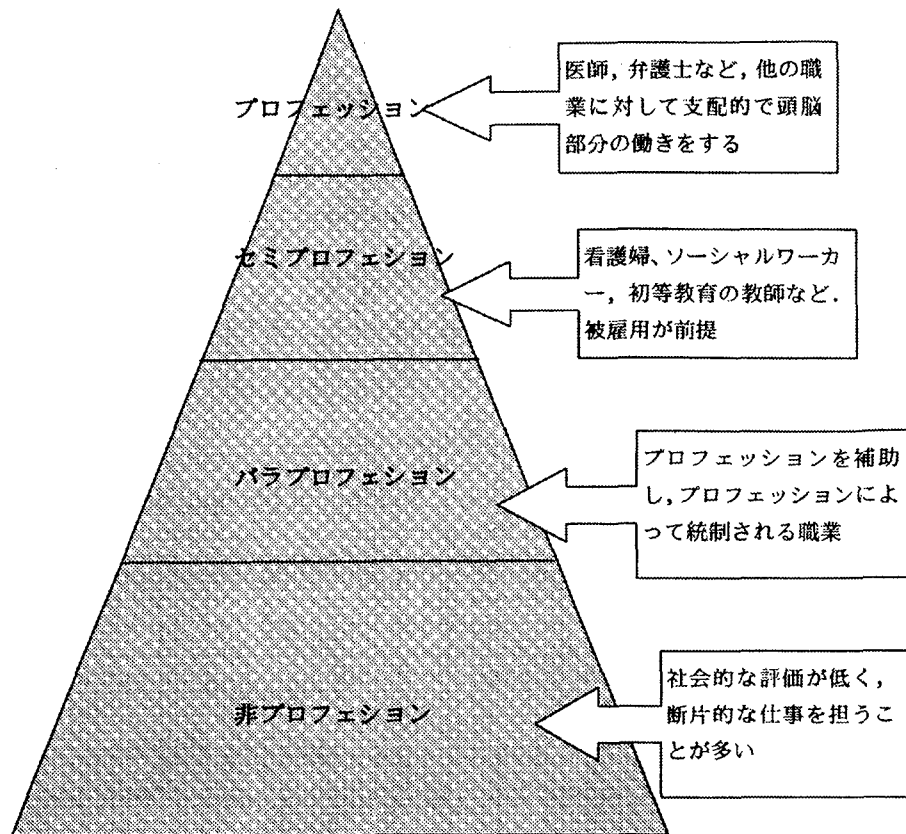 プロフェッション
医師，弁護士など，他の職
業に対して支配的で頭脳
部分の働きをする
セミプロフェション
看護婦、ソーシャルワーカ
ー，初等教育の教師など．
被雇用が前提
パラプロフェション
プロフェッションを補助
し，プロフェッションによ
って統制される職業
非プロフェション
社会的な評価が低く，
断片的な仕事を担うこ
とが多い